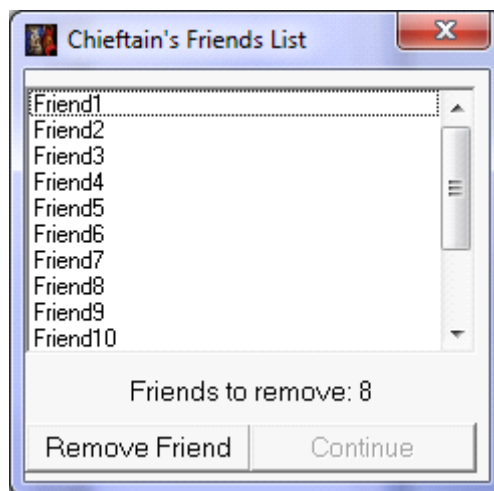 Chieftain's Friends List
Friend1
Friend2
Friend3
Friend4
Friend5
Friend6
Friend7
Friend8
Friend9
Friend10
Friends to remove: 8
Remove Friend
Continue